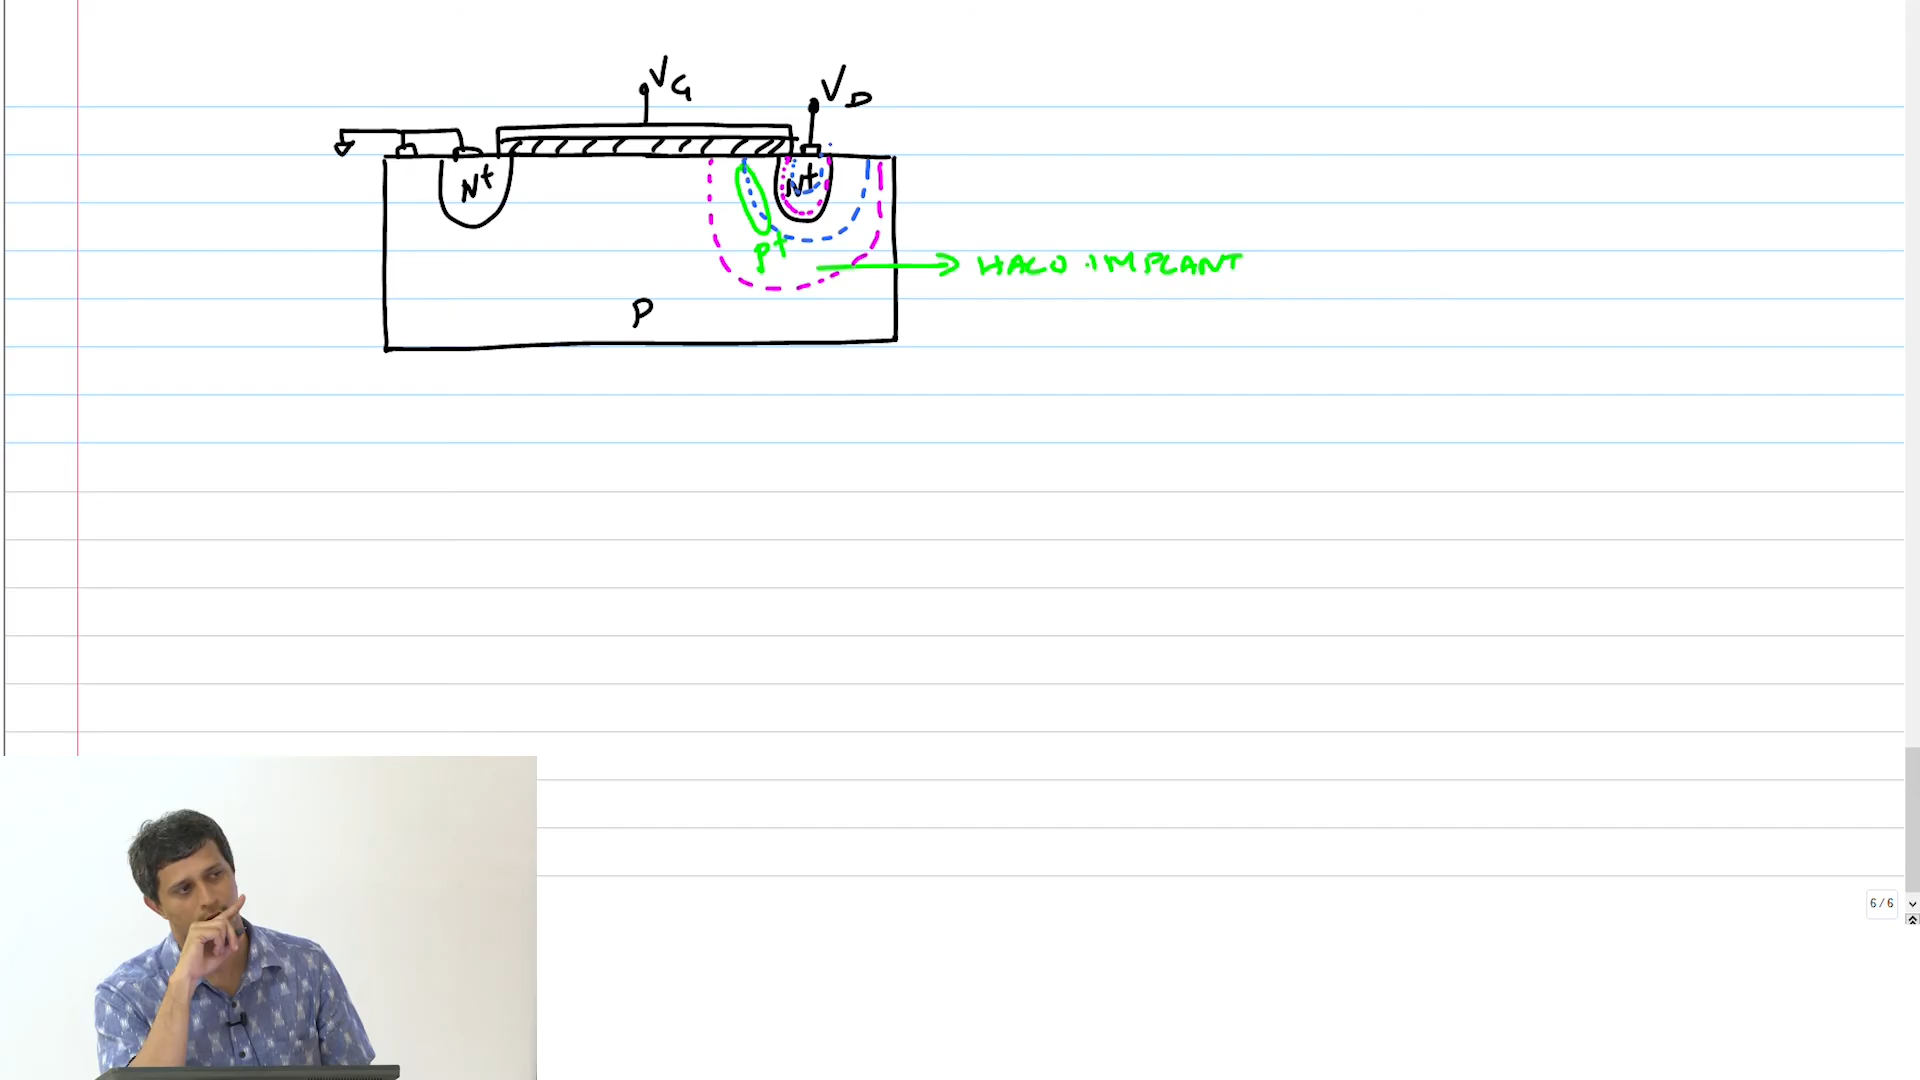 VG
VD
N+
N+
P+
HALO IMPLANT
P
6/6